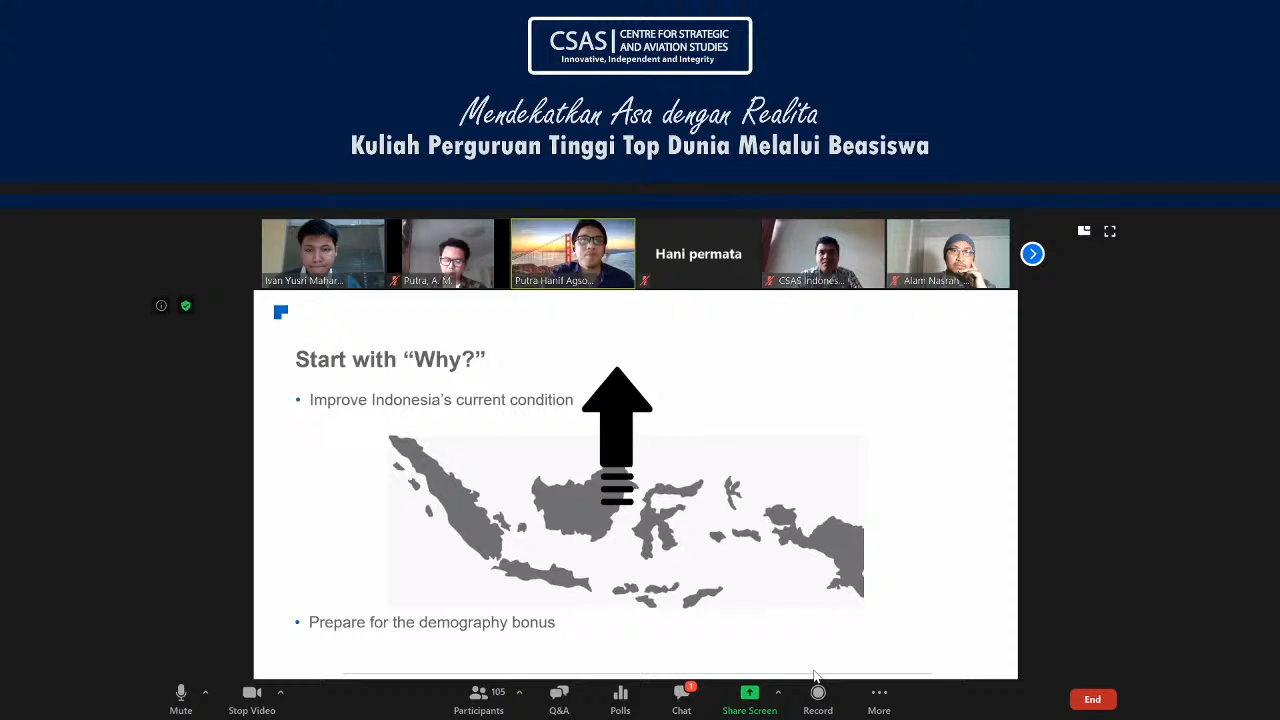 CSAS
CENTRE FOR STRATEGIC
AND AVIATION STUDIES
Innovative, Independent and Integrity
Mendekatkan Asa dengan Realita
Kuliah Perguruan Tinggi Top Dunia Melalui Beasiswa
Ivan Yusri Mahar...
Putra, A. M.
Putra Hanif Agso...
Hani permata
CSAS Indones...
Alam Nasrah ...
Start with “Why?”
• Improve Indonesia’s current condition
• Prepare for the demography bonus
Mute
Stop Video
105
Participants
Q&A
Polls
1
Chat
Share Screen
Record
More
End